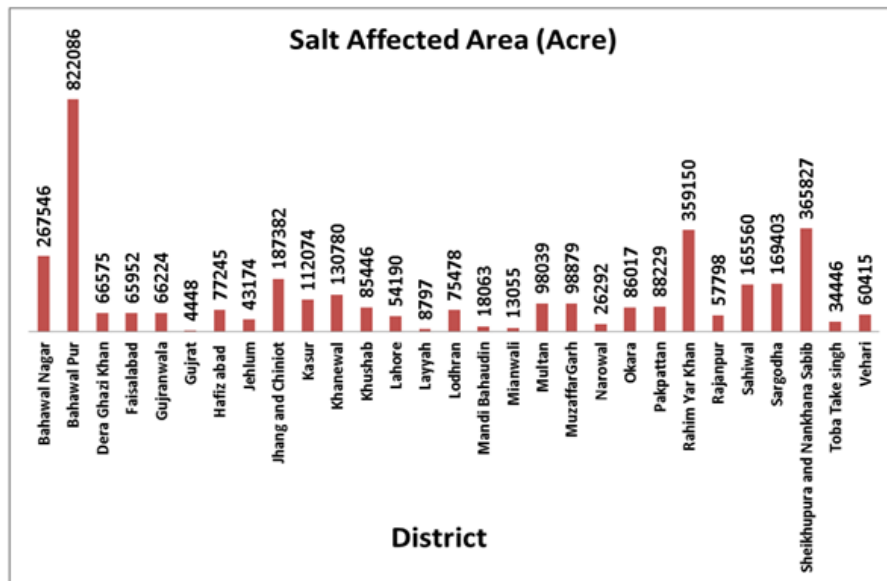 Salt Affected Area (Acre)
267546
822086
66575
65952
66224
4448
77245
43174
187382
112074
130780
85446
54190
8797
75478
18063
13055
98039
98879
26292
86017
88229
359150
57798
165560
169403
365827
34446
60415
Bahawal Nagar
Bahawal Pur
Dera Ghazi Khan
Faisalabad
Gujranwala
Gujrat
Hafiz abad
Jehlum
Jhang and Chiniot
Kasur
Khanewal
Khushab
Lahore
Layyah
Lodhran
Mandi Bahaudin
Mianwali
Multan
MuzaffarGarh
Narowal
Okara
Pakpattan
Rahim Yar Khan
Rajanpur
Sahiwal
Sargodha
Sheikhupura and Nankhana Sabib
Toba Take singh
Vehari
District